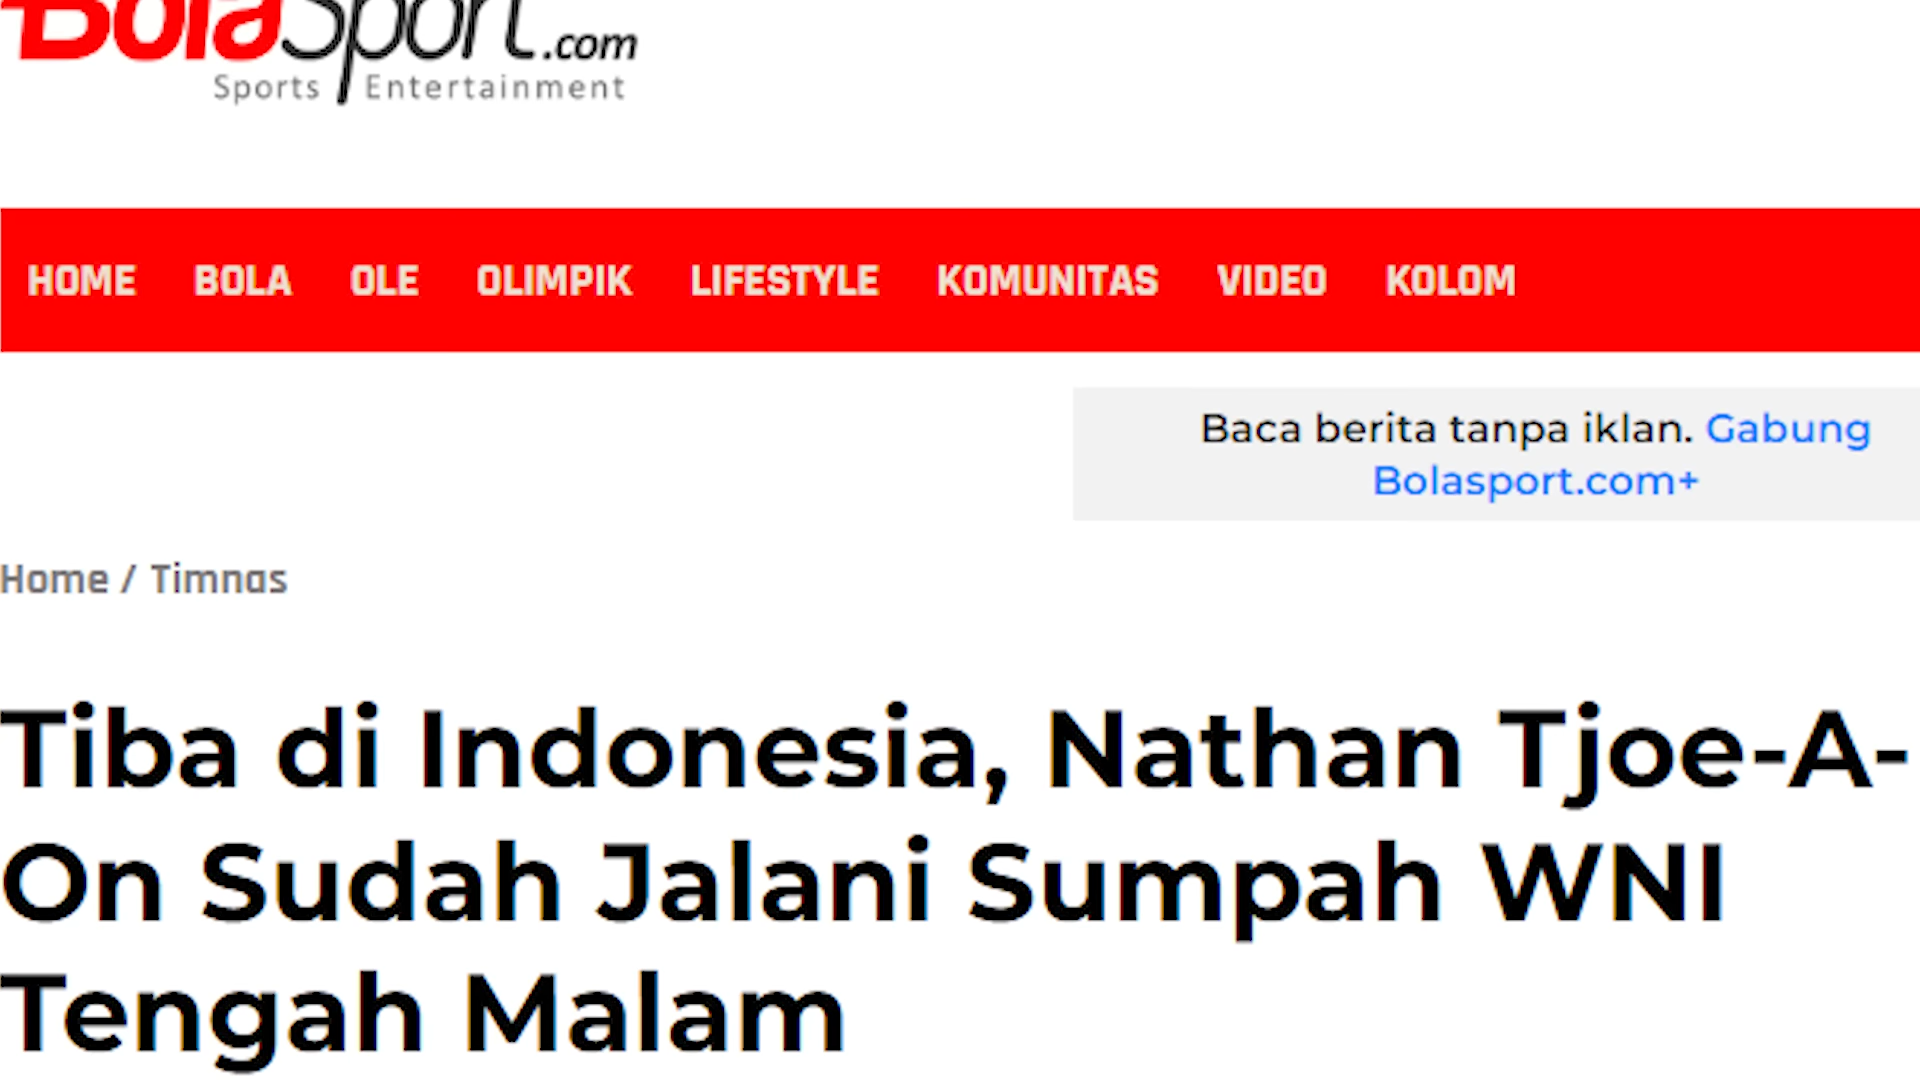 BolaSport.com
Sports Entertainment
HOME BOLA OLE OLIMPIK LIFESTYLE KOMUNITAS VIDEO KOLOM
Baca berita tanpa iklan. Gabung
Bolasport.com+
Home / Timnas
Tiba di Indonesia, Nathan Tjoe-A-
On Sudah Jalani Sumpah WNI
Tengah Malam